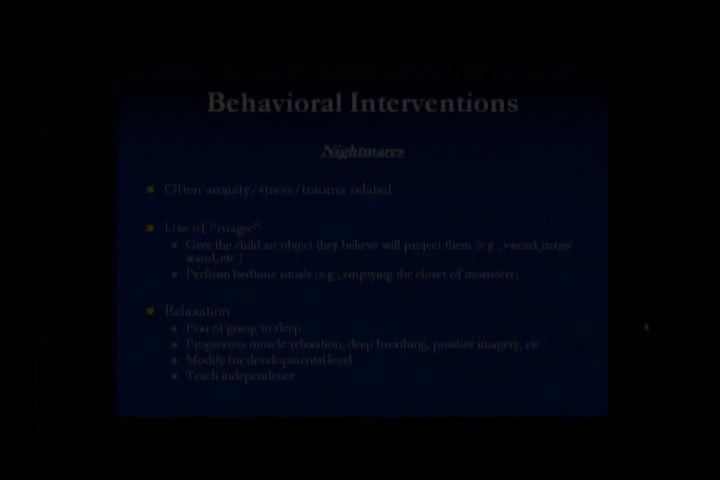 Behavioral Interventions
Nightmares
Often anxiety/stress/trauma related
Use of "magic"
Give the child an object they believe will protect them (e.g., sword, magic
wand, etc.)
Perform bedtime rituals (e.g., emptying the closet of monsters)
Relaxation
Fear of going to sleep
Progressive muscle relaxation, deep breathing, positive imagery, etc.
Modify for developmental level
Teach independence